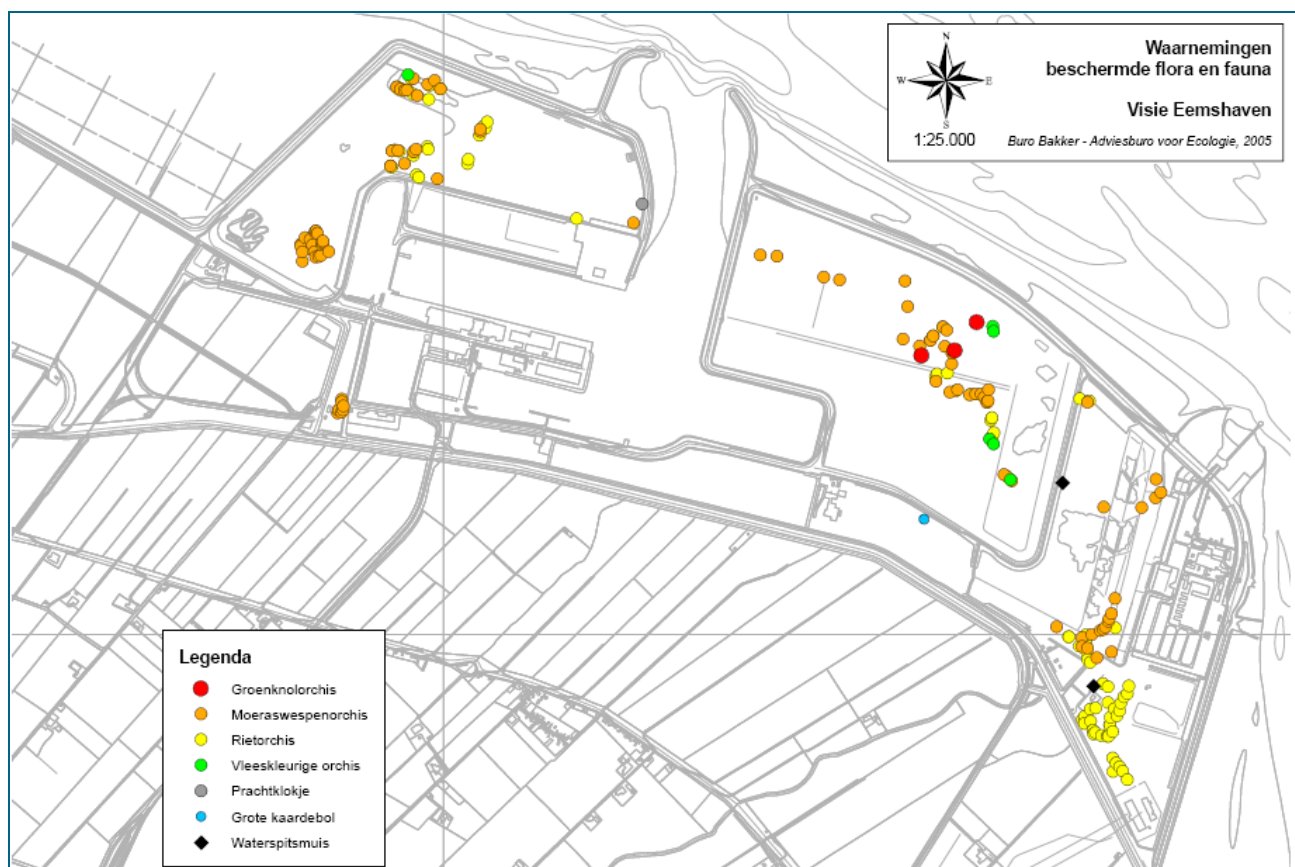 N
W
E
S
1:25.000
Waarnemingen
beschermde flora en fauna
Visie Eemshaven
Buro Bakker - Adviesburo voor Ecologie, 2005
Legenda
Groenknolorchis
Moeraswespenorchis
Rietorchis
Vleeskleurige orchis
Prachtklokje
Grote kaardebol
Waterspitsmuis